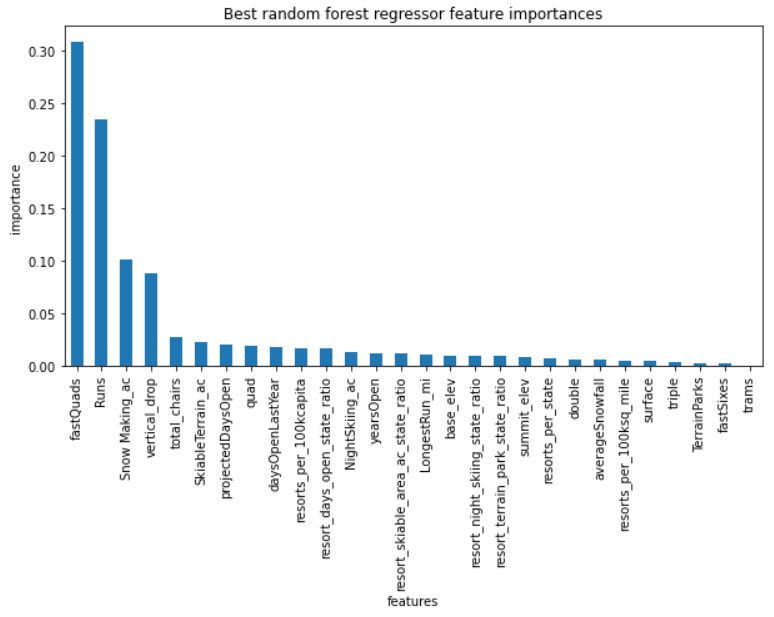 Best random forest regressor feature importances
importance
0.30
0.25
0.20
0.15
0.10
0.05
0.00
fastQuads
Runs
Snow Making_ac
vertical_drop
total_chairs
SkiableTerrain_ac
projectedDaysOpen
quad
daysOpenLastYear
resorts_per_100kcapita
resort_days_open_state_ratio
NightSkiing_ac
yearsOpen
resort_skiable_area_ac_state_ratio
LongestRun_mi
base_elev
resort_night_skiing_state_ratio
resort_terrain_park_state_ratio
summit_elev
resorts_per_state
double
averageSnowfall
resorts_per_100ksq_mile
surface
triple
TerrainParks
fastSixes
trams
features